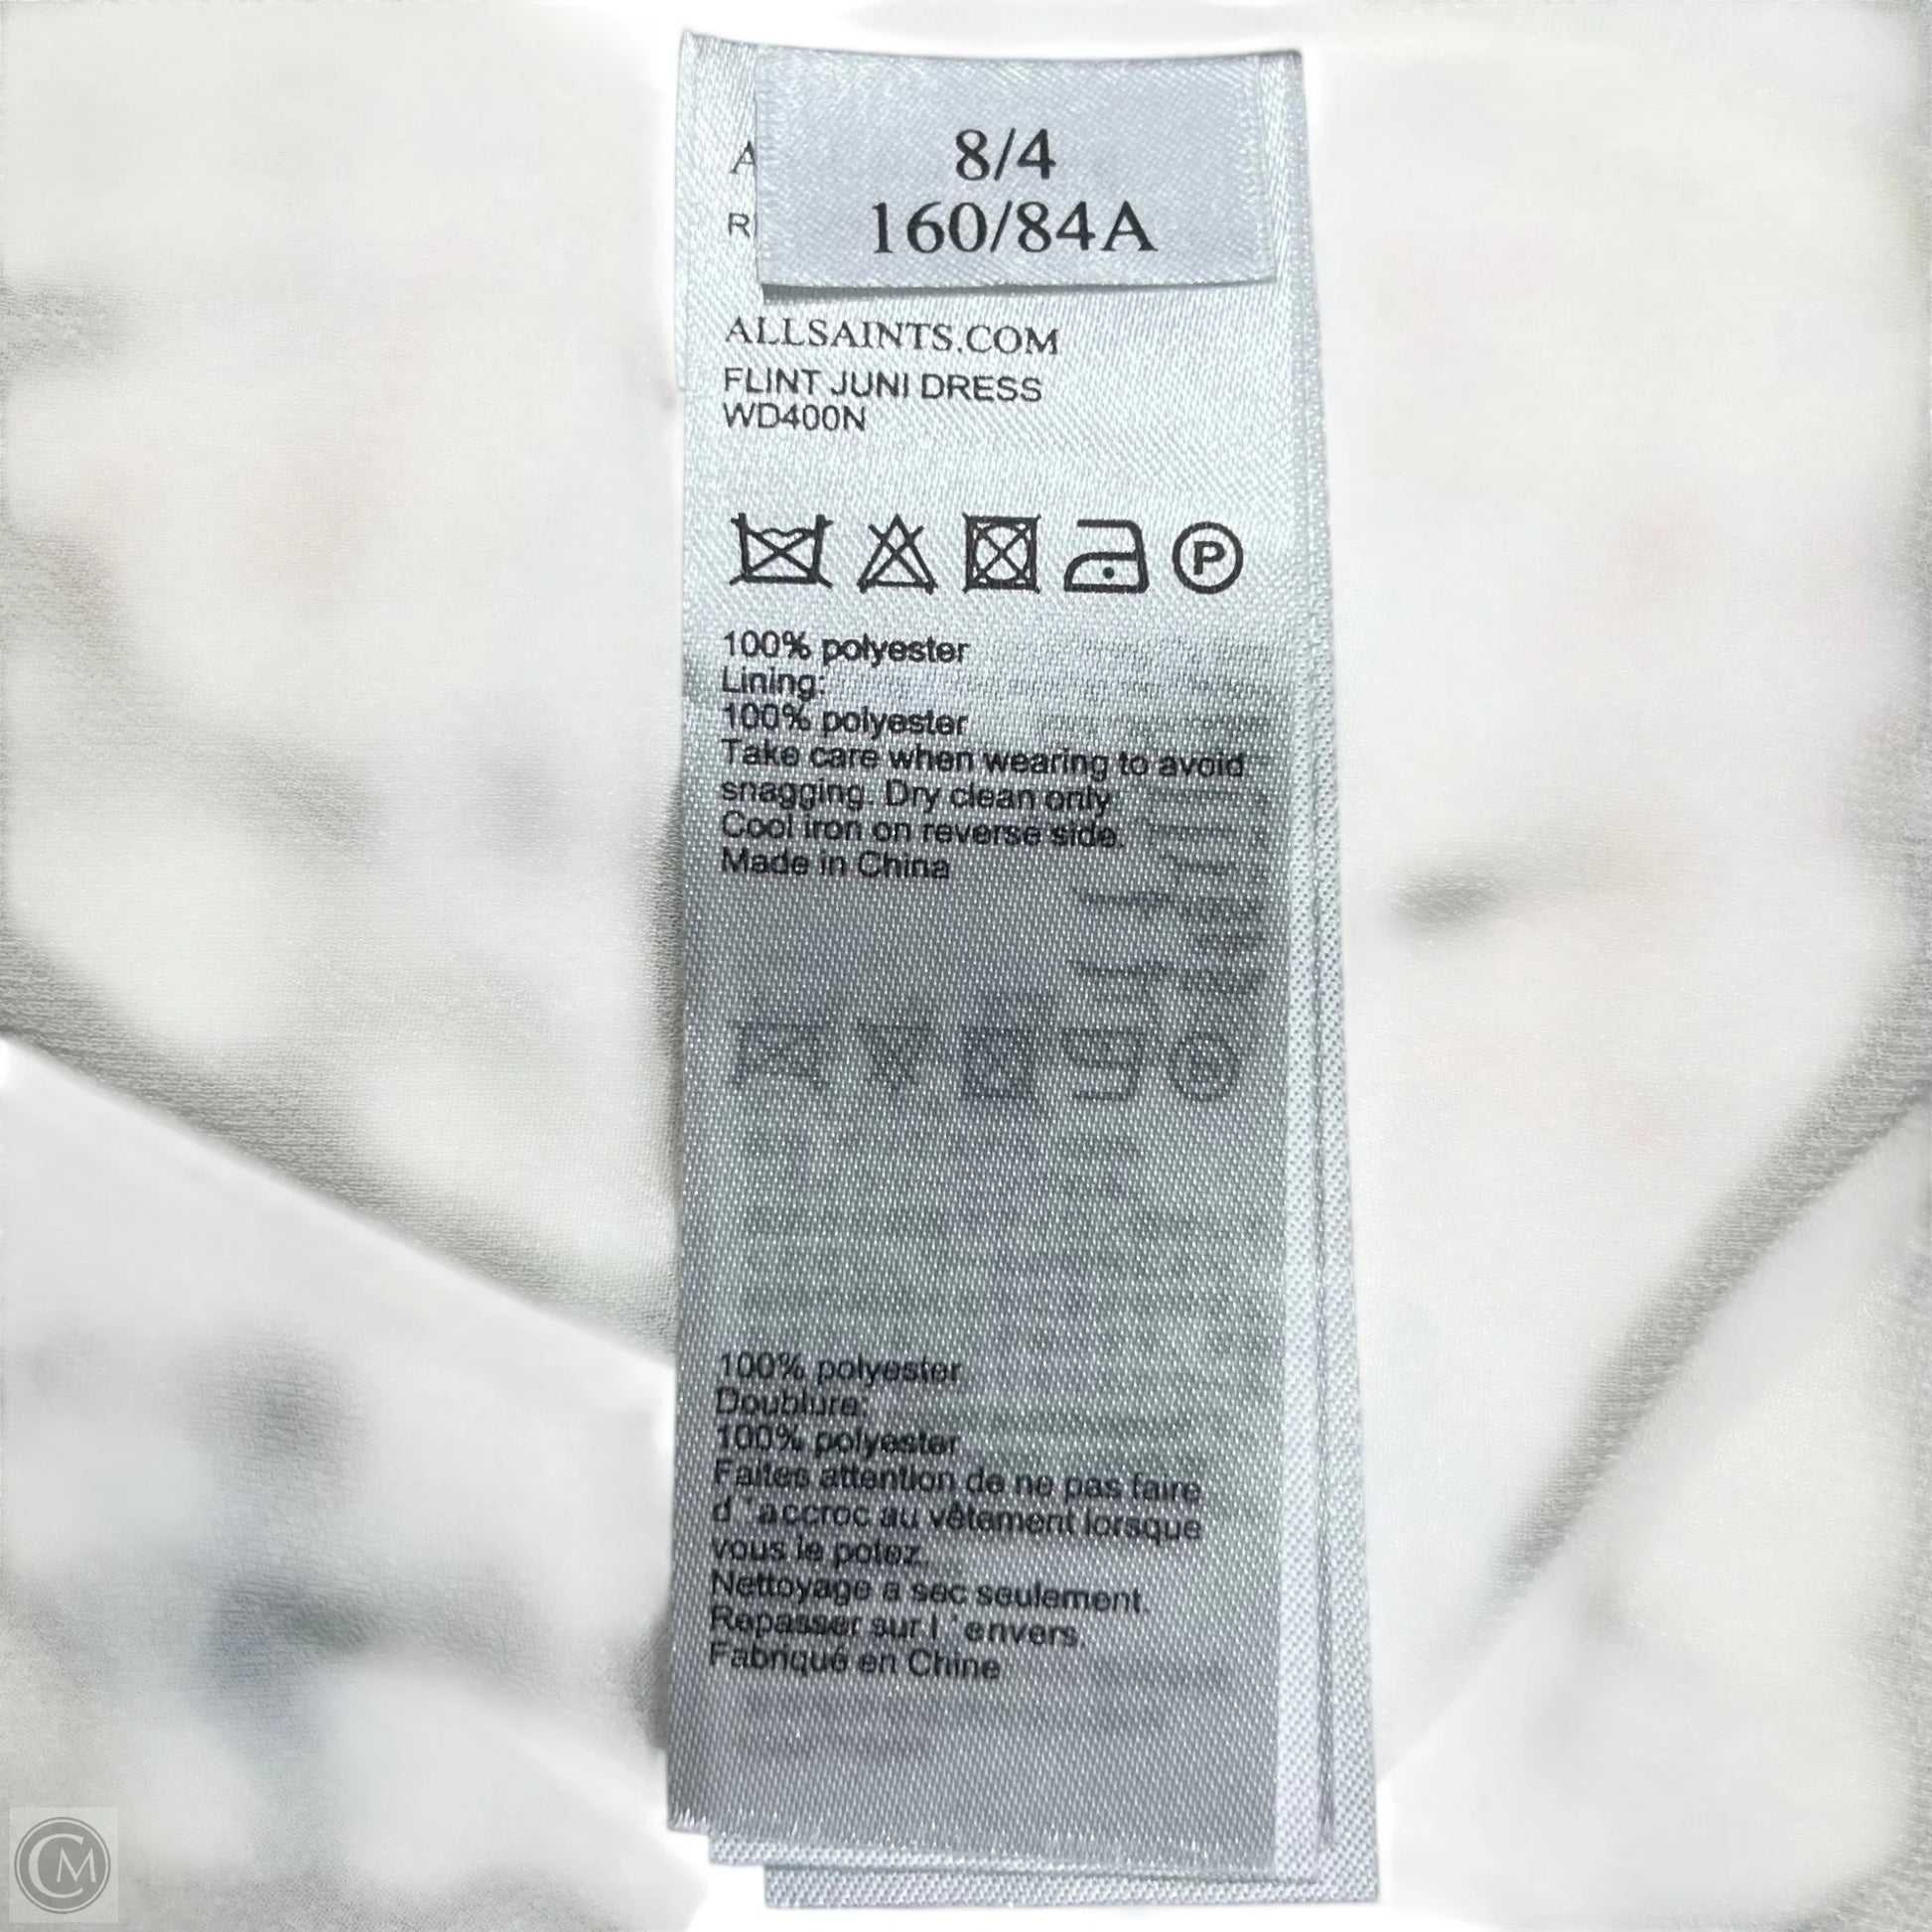 8/4
160/84A
A
R
ALLSAINTS.COM
FLINT JUNI DRESS
WD400N
P
100% polyester
Lining:
100% polyester
Take care when wearing to avoid
snagging. Dry clean only
Cool iron on reverse side.
Made in China
100% polyester
Doublure:
100% polyester
Faites attention de ne pas faire
d 'accroc au vêtement lorsque
vous le potez.
Nettoyage a sec seulement.
Repasser sur l 'envers.
Fabriqué en Chine
CM